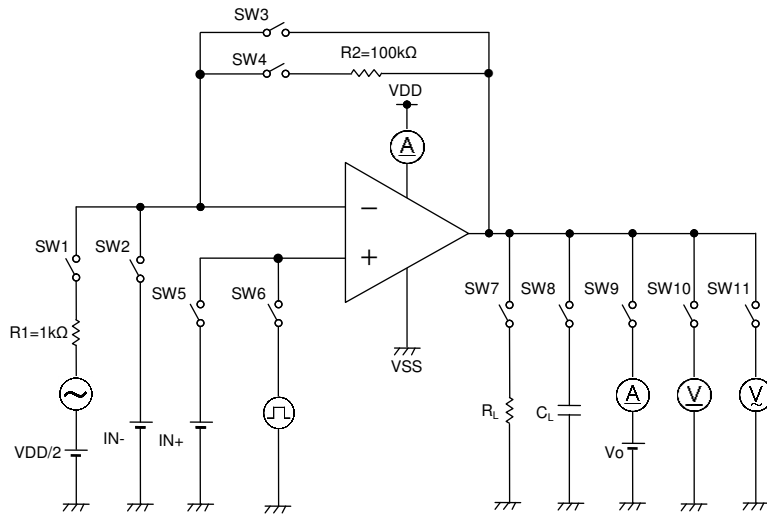 SW3
SW4
R2=100kΩ
VDD
A
−
+
SW1
SW2
SW5
SW6
SW7
SW8
SW9
SW10
SW11
R1=1kΩ
VSS
VDD/2
IN-
IN+
RL
CL
A
V
V
Vo